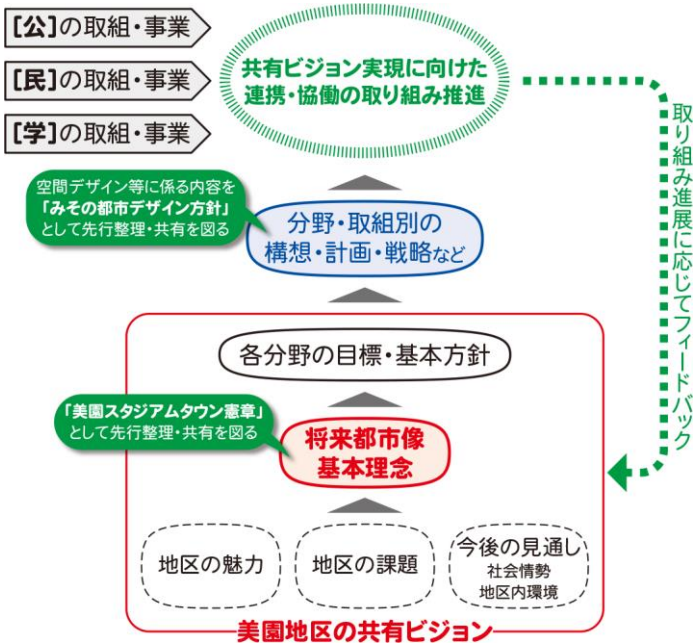 [公]の取組・事業
[民]の取組・事業
[学]の取組・事業
共有ビジョン実現に向けた
連携・協働の取り組み推進
取り組み進展に応じてフィードバック
空間デザイン等に係る内容を
「みその都市デザイン方針」
として先行整理・共有を図る
分野・取組別の
構想・計画・戦略など
各分野の目標・基本方針
「美園スタジアムタウン憲章」
として先行整理・共有を図る
将来都市像
基本理念
地区の魅力
地区の課題
今後の見通し
社会情勢
地区内環境
美園地区の共有ビジョン